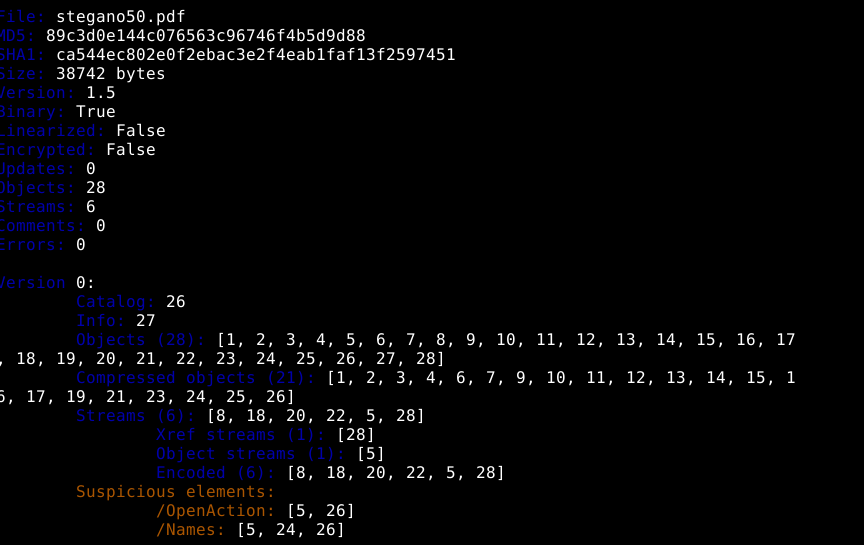 File: stegano50.pdf
MD5: 89c3d0e144c076563c96746f4b5d9d88
SHA1: ca544ec802e0f2ebac3e2f4eab1faf13f2597451
Size: 38742 bytes
Version: 1.5
Binary: True
Linearized: False
Encrypted: False
Updates: 0
Objects: 28
Streams: 6
Comments: 0
Errors: 0
Version 0:
Catalog: 26
Info: 27
Objects (28): [1, 2, 3, 4, 5, 6, 7, 8, 9, 10, 11, 12, 13, 14, 15, 16, 17
, 18, 19, 20, 21, 22, 23, 24, 25, 26, 27, 28]
Compressed objects (21): [1, 2, 3, 4, 6, 7, 9, 10, 11, 12, 13, 14, 15, 1
6, 17, 19, 21, 23, 24, 25, 26]
Streams (6): [8, 18, 20, 22, 5, 28]
Xref streams (1): [28]
Object streams (1): [5]
Encoded (6): [8, 18, 20, 22, 5, 28]
Suspicious elements:
/OpenAction: [5, 26]
/Names: [5, 24, 26]